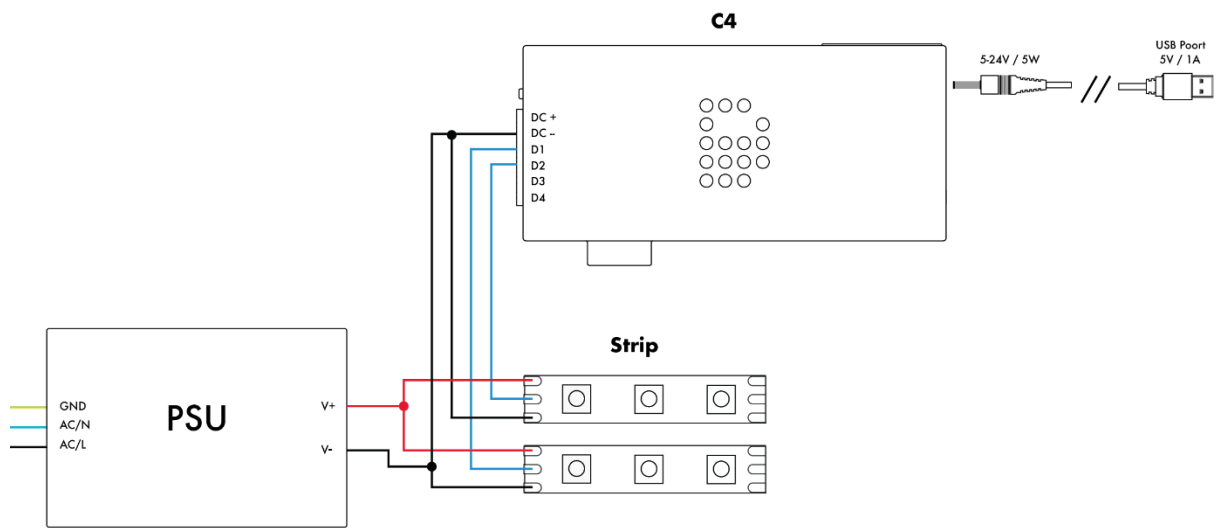 C4
USB Poort
5V / 1A
5-24V / 5W
DC +
DC --
D1
D2
D3
D4
Strip
PSU
GND
AC/N
AC/L
V+
V-